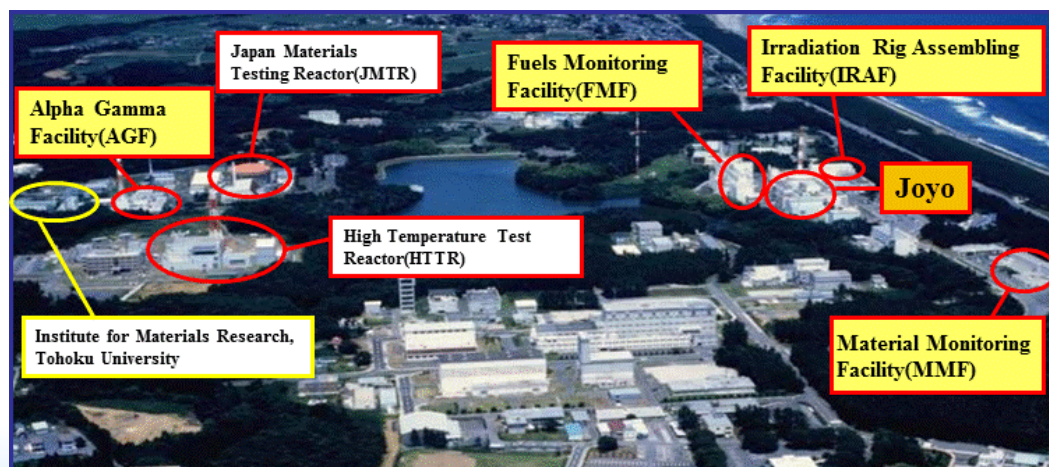 Japan Materials
Testing Reactor(JMTR)
Fuels Monitoring
Facility(FMF)
Irradiation Rig Assembling
Facility(IRAF)
Alpha Gamma
Facility(AGF)
Joyo
High Temperature Test
Reactor(HTTR)
Institute for Materials Research,
Tohoku University
Material Monitoring
Facility(MMF)